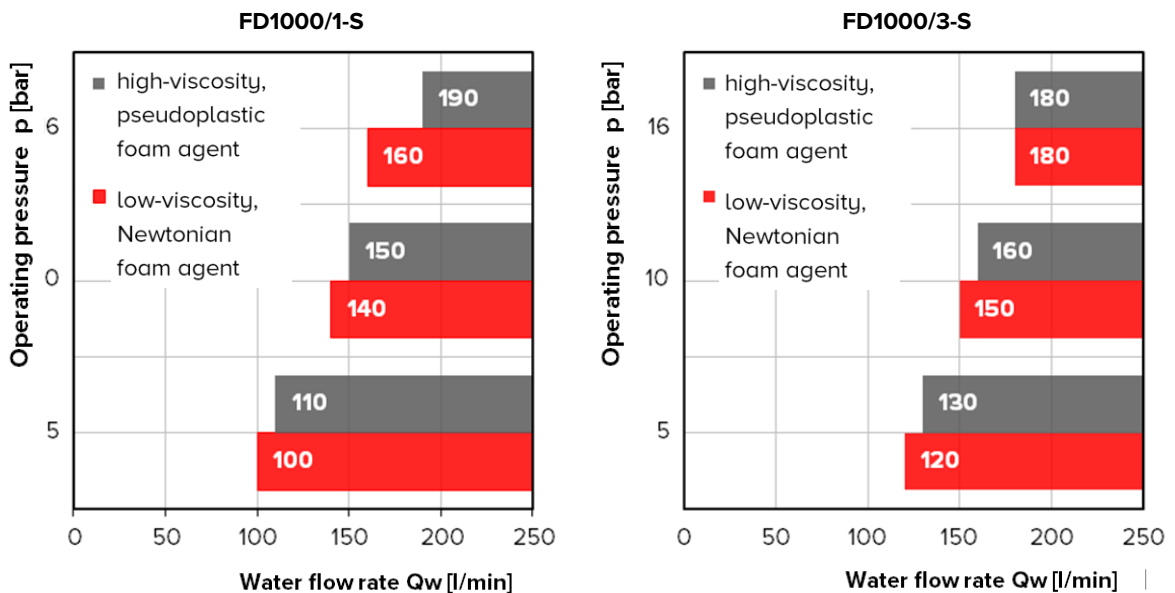 FD1000/1-S
Operating pressure p [bar]
high-viscosity,
pseudoplastic
foam agent
low-viscosity,
Newtonian
foam agent
6
0
5
190
160
150
140
110
100
0 50 100 150 200 250
Water flow rate Qw [l/min]
FD1000/3-S
Operating pressure p [bar]
high-viscosity,
pseudoplastic
foam agent
low-viscosity,
Newtonian
foam agent
16
10
5
180
180
160
150
130
120
0 50 100 150 200 250
Water flow rate Qw [l/min]